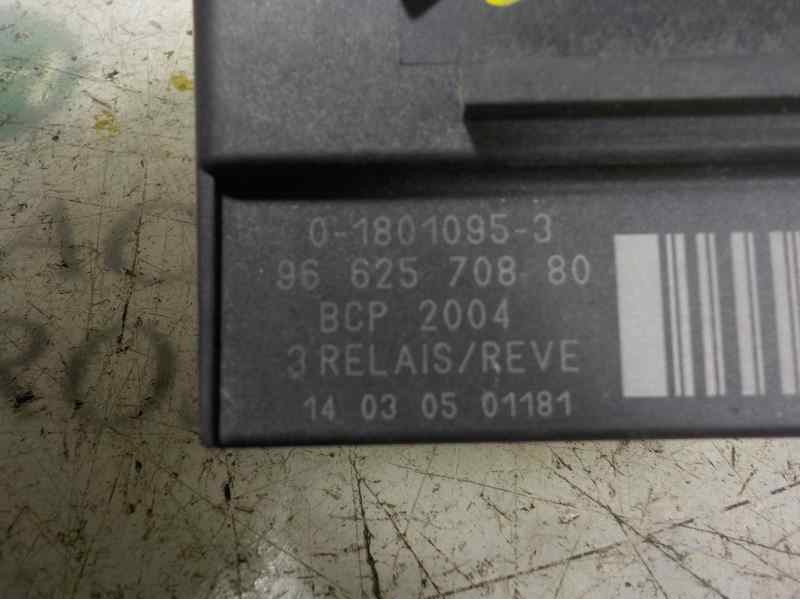 0-1801095-3
96 625 708 80
BCP 2004
3 RELAIS/REVE
14 03 05 01181